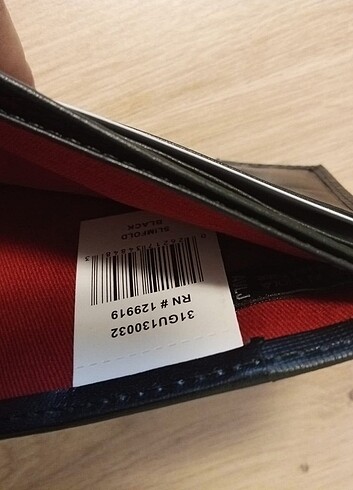 31GU130032
RN # 129919
SLIMFOLD
BLACK